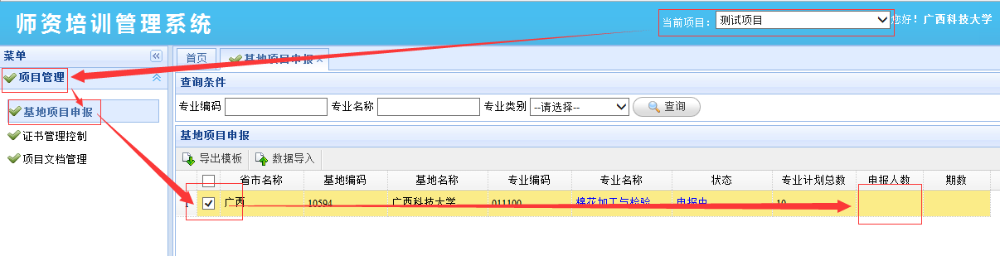 师资培训管理系统
当前项目： 测试项目 您好！广西科技大学
菜单
首页 基地项目申报
项目管理
查询条件
专业编码 专业名称 专业类别 --请选择-- 查询
基地项目申报
证书管理控制
项目文档管理
基地项目申报
导出模板 数据导入
省市名称 基地编码 基地名称 专业编码 专业名称 状态 专业计划总数 申报人数 期数
1 广西 10594 广西科技大学 011100 棉花加工与检验 申报中 10